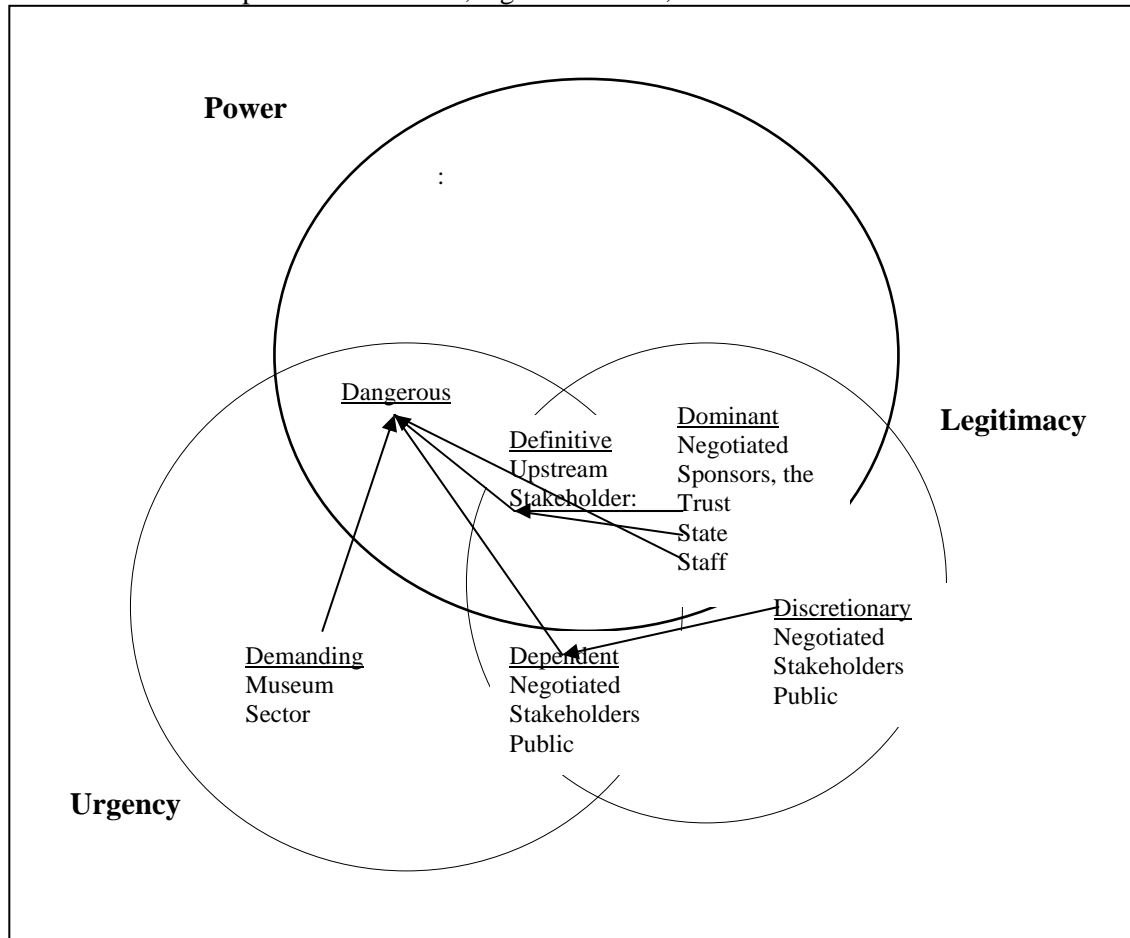 Power
:
Dangerous
Legitimacy
Definitive
Upstream
Stakeholder:
Dominant
Negotiated
Sponsors, the
Trust
State
Staff
Demanding
Museum
Sector
Dependent
Negotiated
Stakeholders
Public
Discretionary
Negotiated
Stakeholders
Public
Urgency